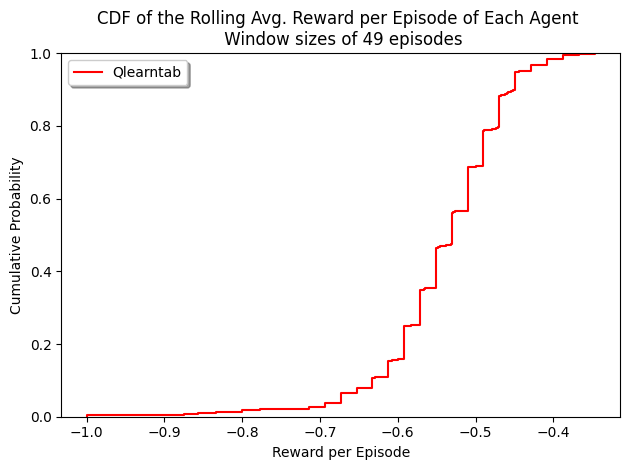 CDF of the Rolling Avg. Reward per Episode of Each Agent
Window sizes of 49 episodes
Qlearntab
1.0
0.8
0.6
0.4
0.2
0.0
Cumulative Probability
−1.0 −0.9 −0.8 −0.7 −0.6 −0.5 −0.4
Reward per Episode